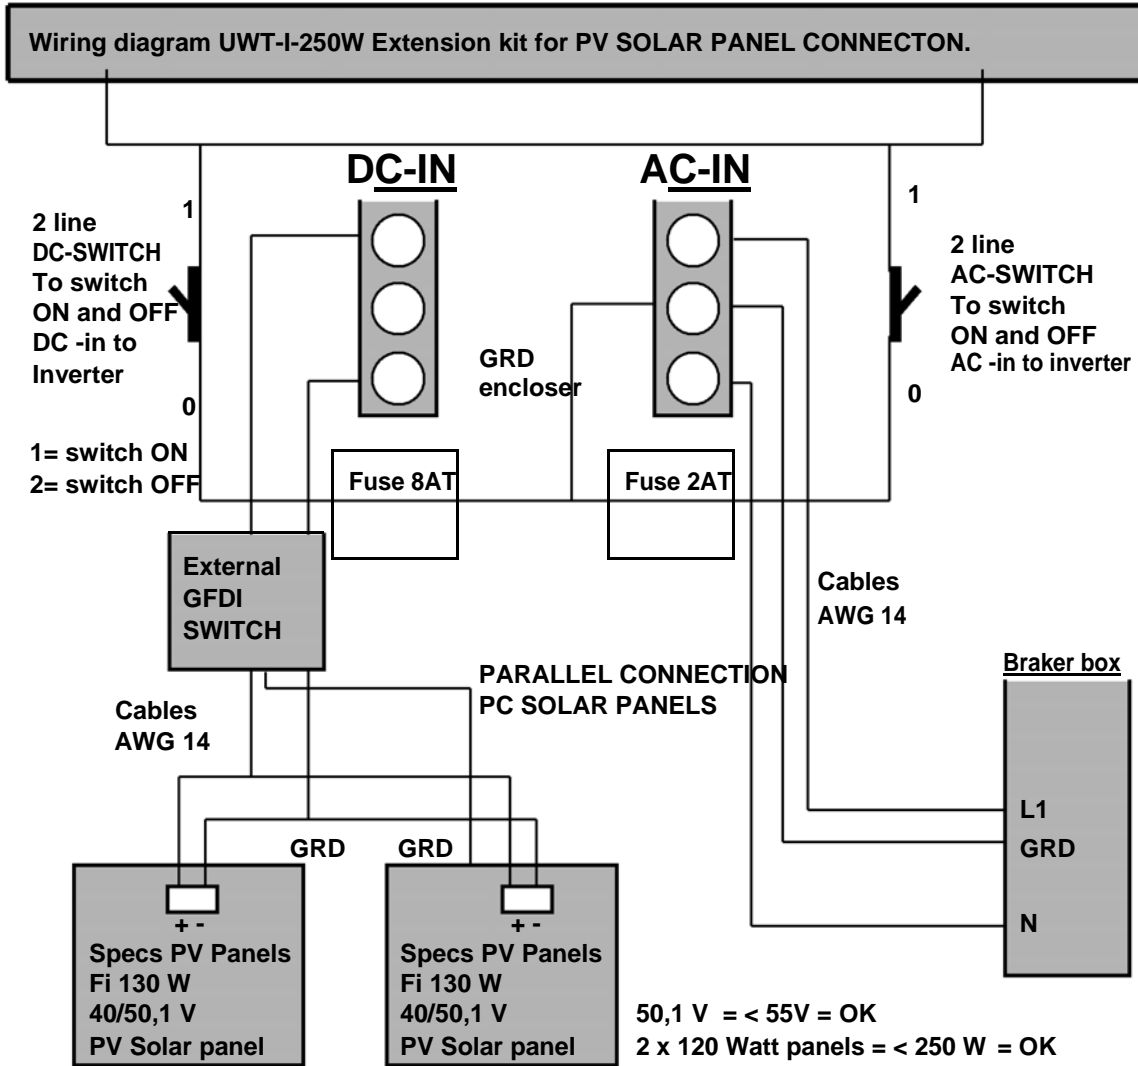 Wiring diagram UWT-I-250W Extension kit for PV SOLAR PANEL CONNECTON.
DC-IN
AC-IN
1
2 line
DC-SWITCH
To switch
ON and OFF
DC -in to
Inverter
0
1= switch ON
2= switch OFF
1
2 line
AC-SWITCH
To switch
ON and OFF
AC -in to inverter
0
GRD
encloser
Fuse 8AT
Fuse 2AT
External
GFDI
SWITCH
Cables
AWG 14
Cables
AWG 14
PARALLEL CONNECTION
PC SOLAR PANELS
Braker box
L1
GRD
N
GRD
GRD
+ -
Specs PV Panels
Fi 130 W
40/50,1 V
PV Solar panel
+ -
Specs PV Panels
Fi 130 W
40/50,1 V
PV Solar panel
50,1 V = < 55V = OK
2 x 120 Watt panels = < 250 W = OK